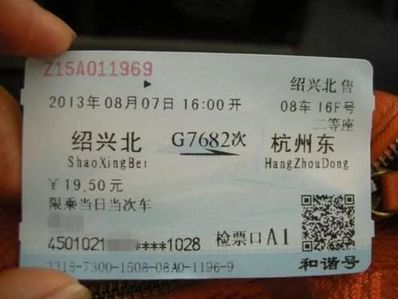 Z15A011969 绍兴北 售
2013年08月07日 16:00开 08车 16F号
二等座
绍兴北 G7682次 杭州东
ShaoXingBei HangZhouDong
￥19.50元
限乘当日当次车
4501021 ****1028 检票口A1
和谐号
3318-7300-1508-08A0-1196-9